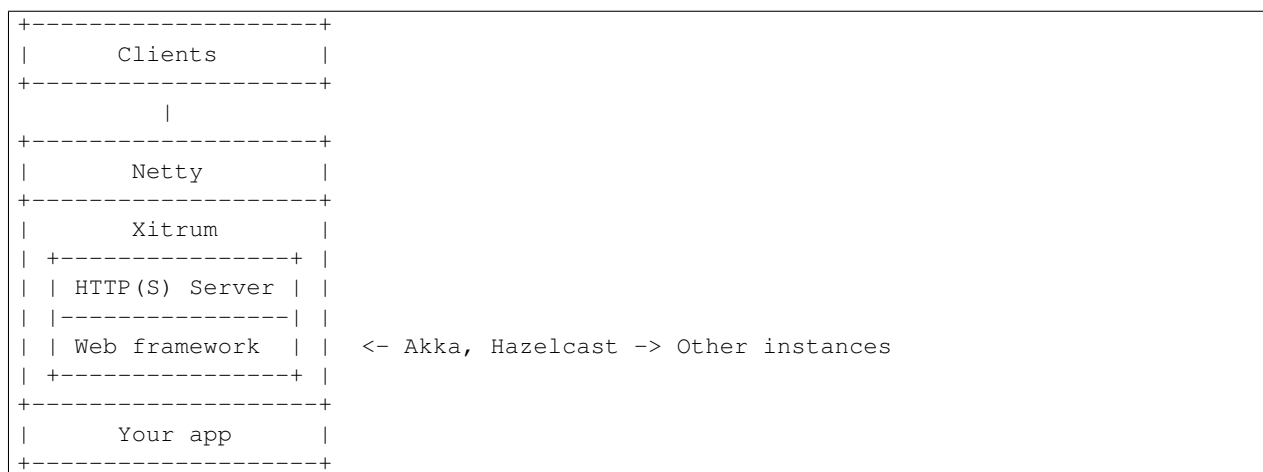 +--------------------+
|      Clients       |
+--------------------+
          |
+--------------------+
|       Netty        |
+--------------------+
|       Xitrum       |
| +----------------+ |
| | HTTP(S) Server | |
| |----------------| |
| | Web framework  | |  <- Akka, Hazelcast -> Other instances
| +----------------+ |
+--------------------+
|      Your app      |
+--------------------+